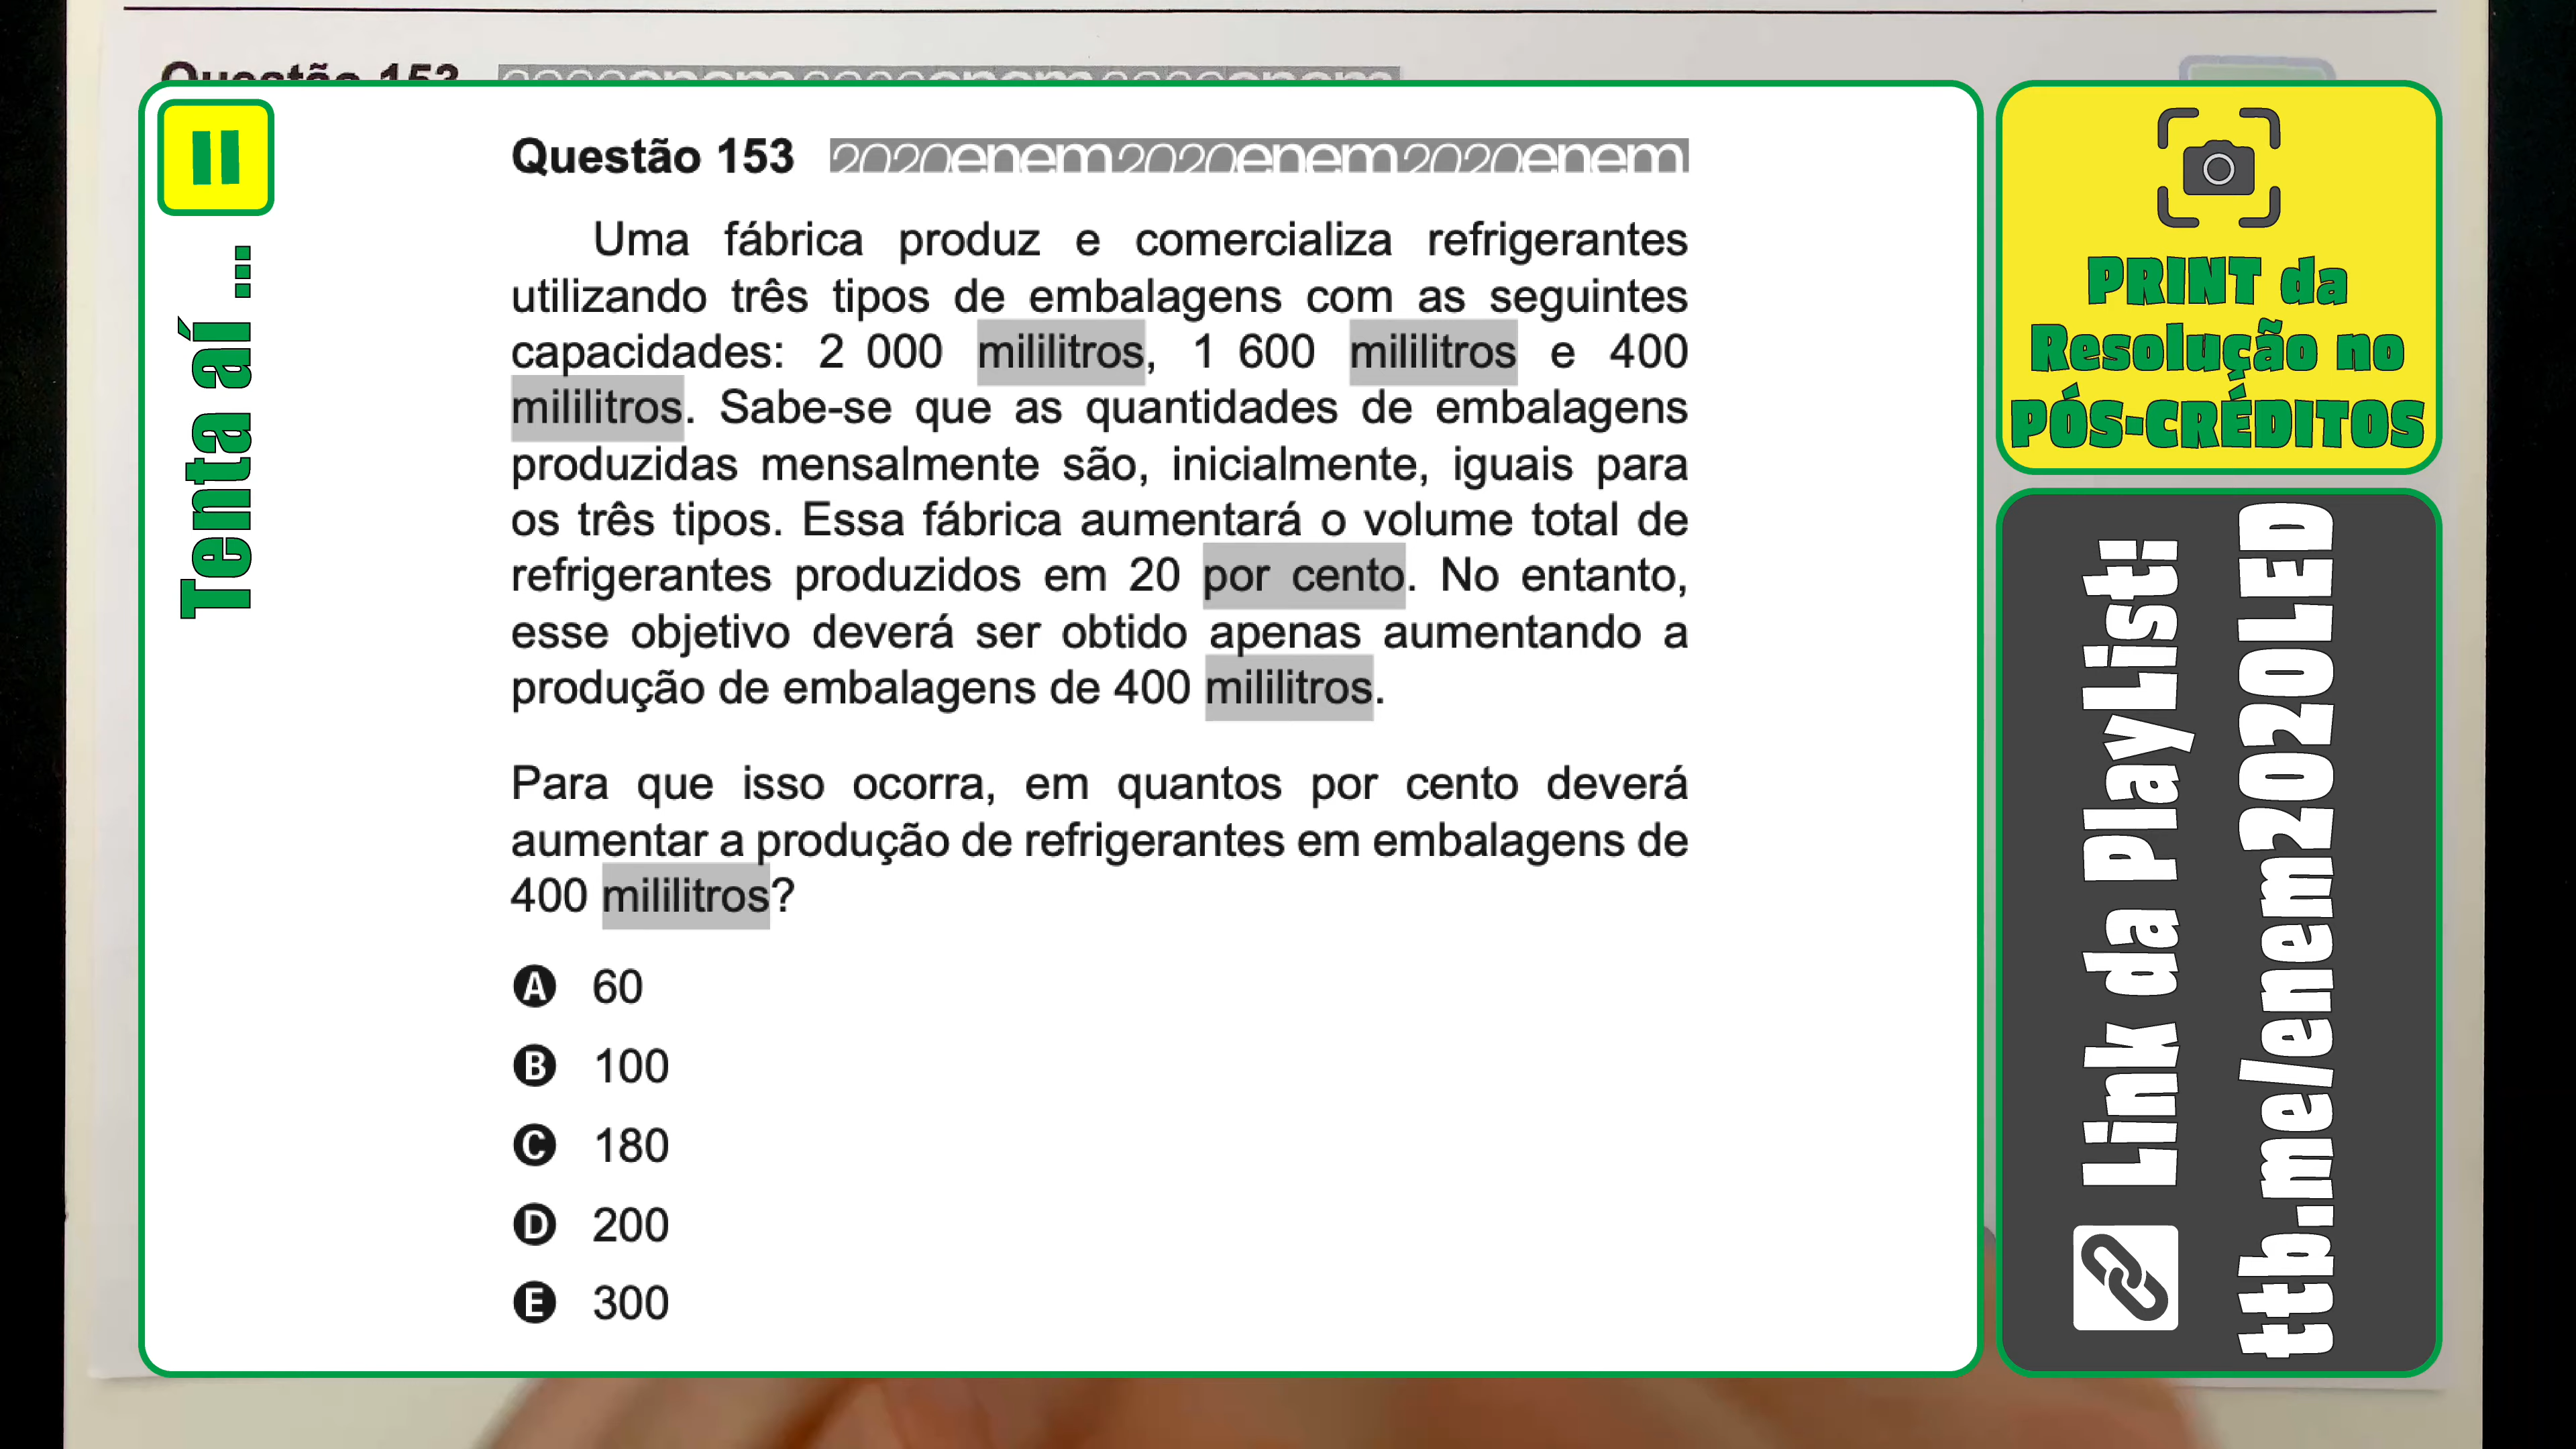 Questão 153
Tenta aí ...
Questão 153 2020enem2020enem2020enem
Uma fábrica produz e comercializa refrigerantes
utilizando três tipos de embalagens com as seguintes
capacidades: 2 000 mililitros, 1 600 mililitros e 400
mililitros. Sabe-se que as quantidades de embalagens
produzidas mensalmente são, inicialmente, iguais para
os três tipos. Essa fábrica aumentará o volume total de
refrigerantes produzidos em 20 por cento. No entanto,
esse objetivo deverá ser obtido apenas aumentando a
produção de embalagens de 400 mililitros.
Para que isso ocorra, em quantos por cento deverá
aumentar a produção de refrigerantes em embalagens de
400 mililitros?
A 60
B 100
C 180
D 200
E 300
PRINT da
Resolução no
PÓS-CRÉDITOS
Link da PlayList:
ttb.me/enem2020LED